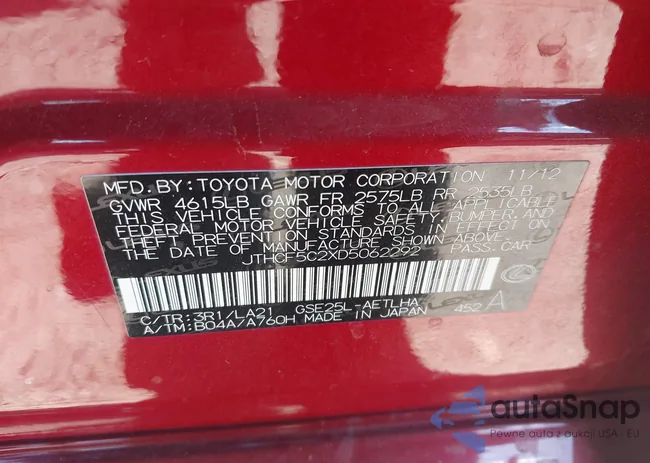 MFD. BY: TOYOTA MOTOR CORPORATION 11/12
GVWR 4615LB GAWR FR 2575LB RR 2535LB
THIS VEHICLE CONFORMS TO ALL APPLICABLE
FEDERAL MOTOR VEHICLE SAFETY, BUMPER, AND
THEFT PREVENTION STANDARDS IN EFFECT ON
THE DATE OF MANUFACTURE SHOWN ABOVE.
JTHCF5C2XD5062292 PASS. CAR
C/TR: 3R1/LA21 GSE25L-AETLHA
A/TM: B04A/A760H MADE IN JAPAN 452 A
autoSnap
Pewne auta z aukcji USA - EU